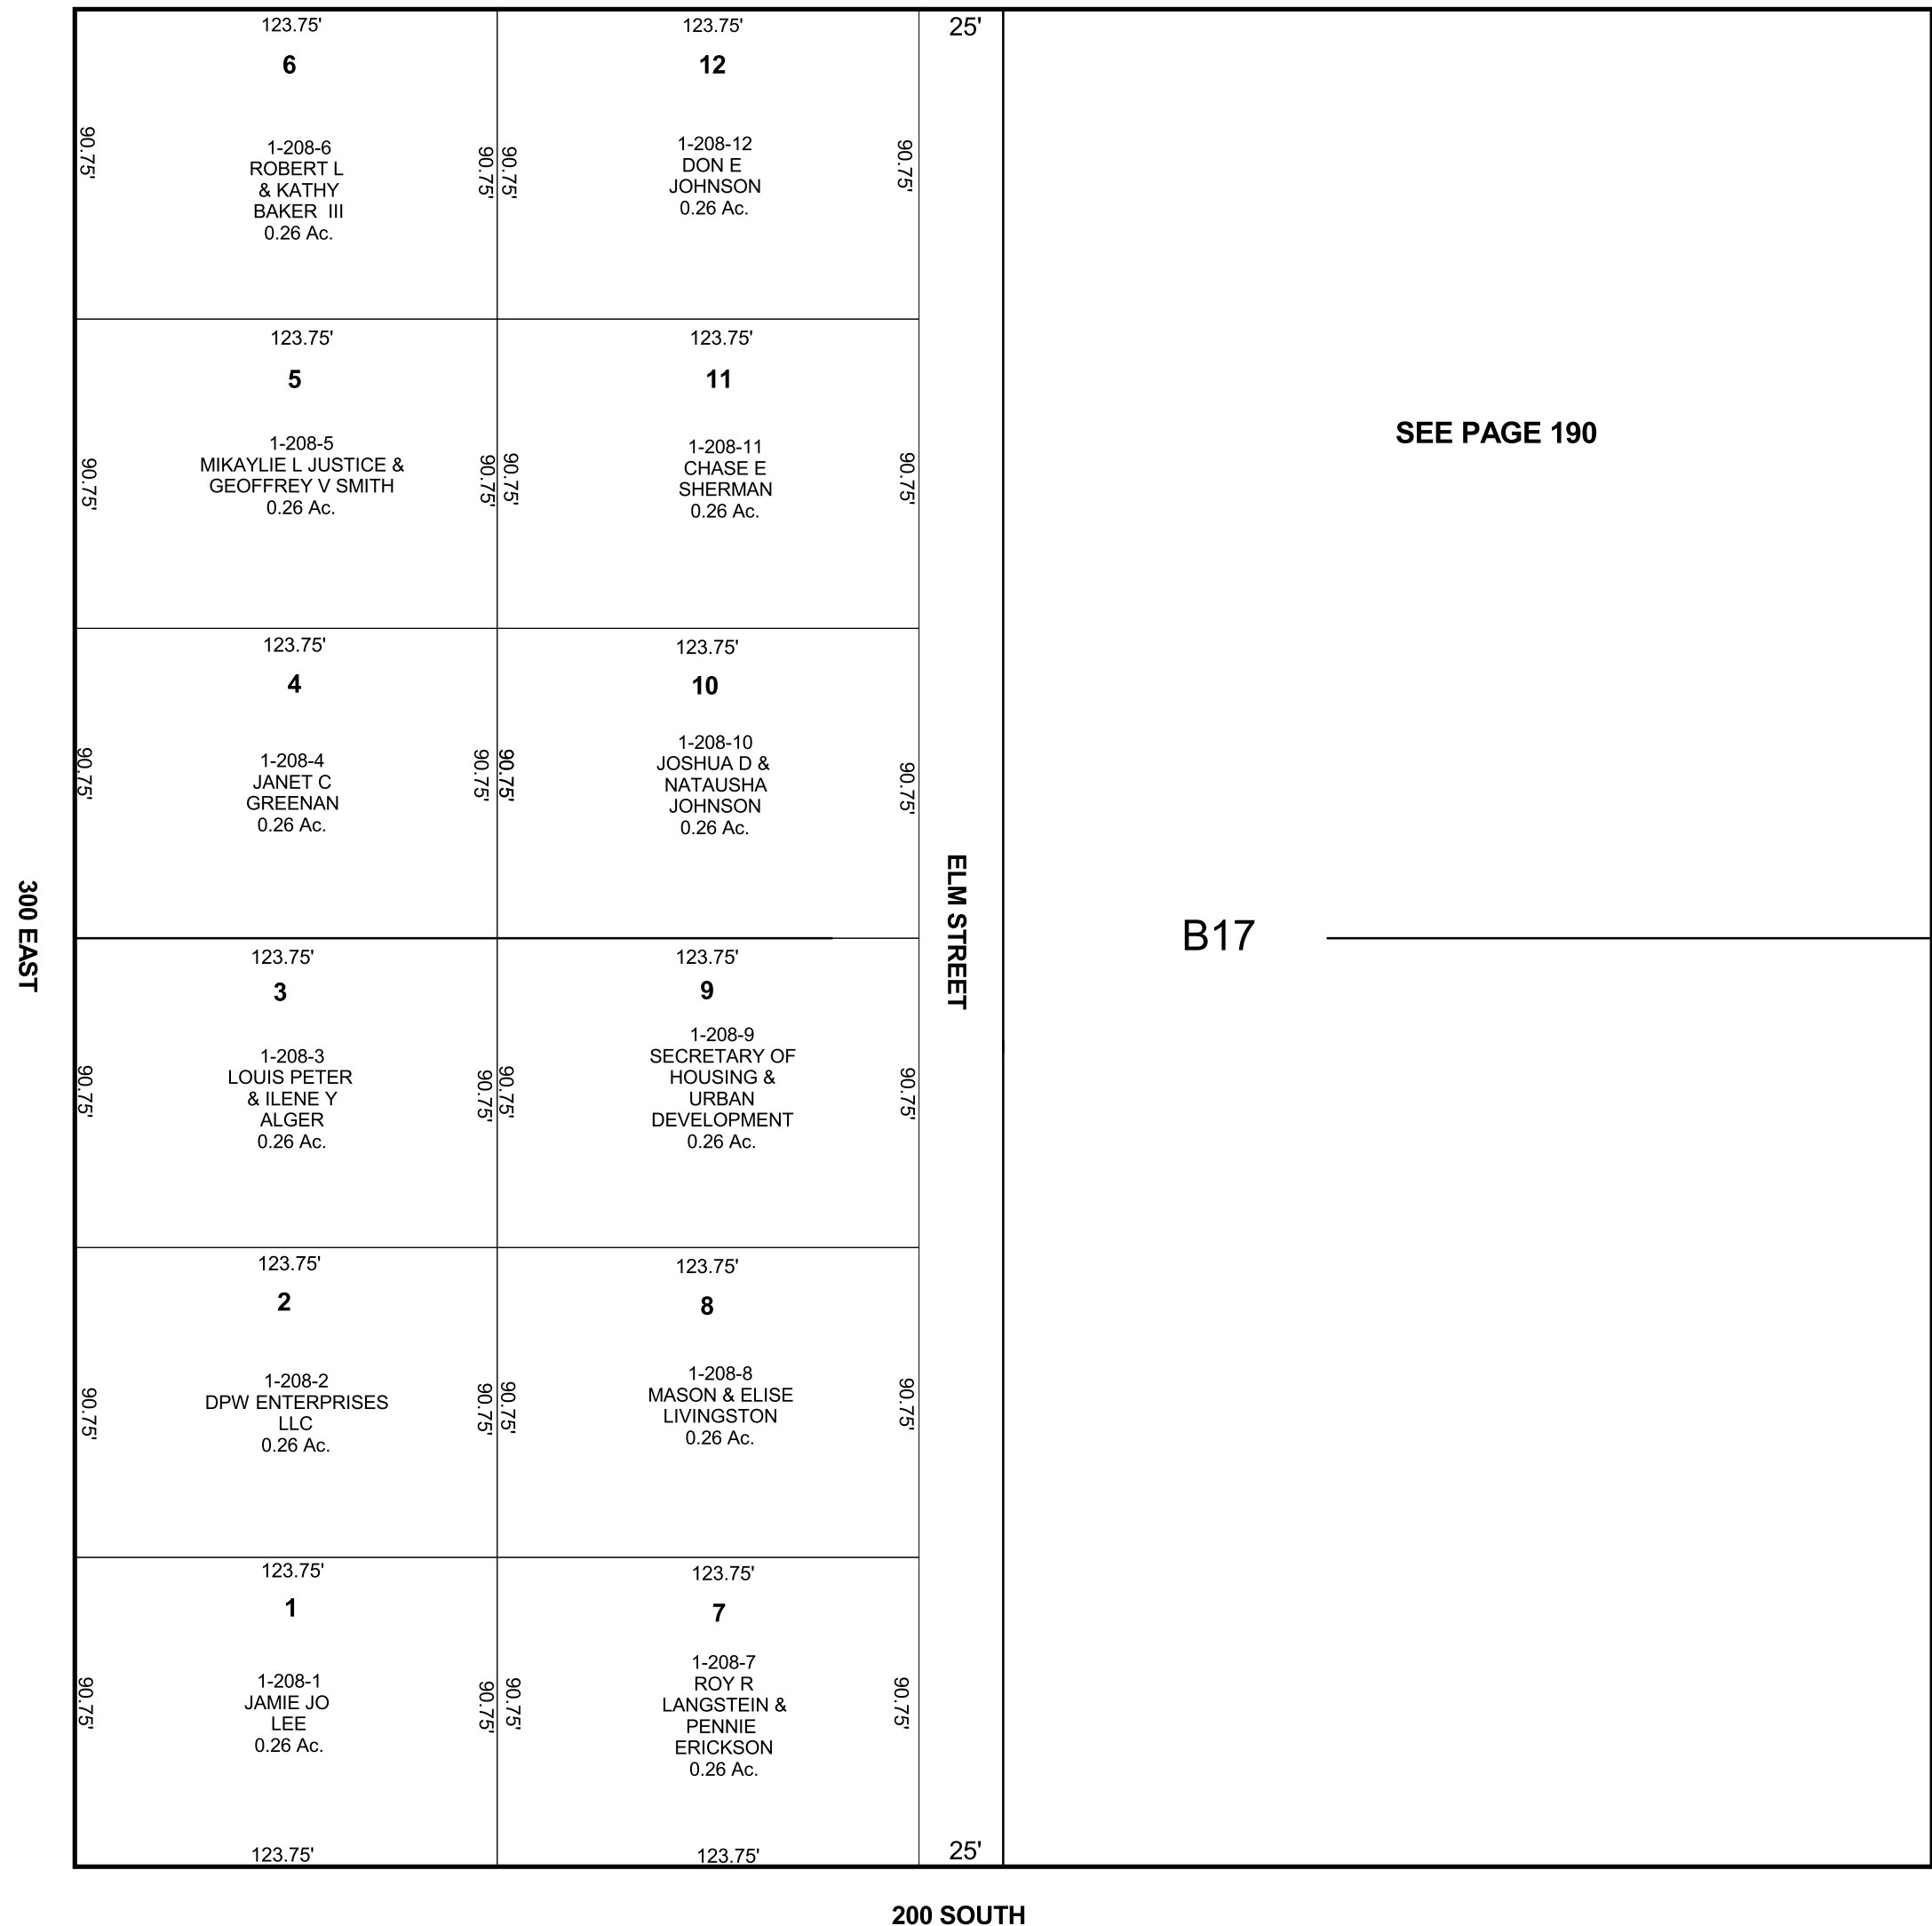 123.75'
123.75'
25'
6
12
90.75'
1-208-6
ROBERT L
& KATHY
BAKER III
0.26 Ac.
90.75'
90.75'
1-208-12
DON E
JOHNSON
0.26 Ac.
90.75'
123.75'
123.75'
5
11
90.75'
1-208-5
MIKAYLIE L JUSTICE &
GEOFFREY V SMITH
0.26 Ac.
90.75'
90.75'
1-208-11
CHASE E
SHERMAN
0.26 Ac.
90.75'
SEE PAGE 190
123.75'
123.75'
4
10
90.75'
1-208-4
JANET C
GREENAN
0.26 Ac.
90.75'
90.75'
1-208-10
JOSHUA D &
NATAUSHA
JOHNSON
0.26 Ac.
90.75'
300 EAST
ELM STREET
B17
123.75'
123.75'
3
9
90.75'
1-208-3
LOUIS PETER
& ILENE Y
ALGER
0.26 Ac.
90.75'
90.75'
1-208-9
SECRETARY OF
HOUSING &
URBAN
DEVELOPMENT
0.26 Ac.
90.75'
123.75'
123.75'
2
8
90.75'
1-208-2
DPW ENTERPRISES
LLC
0.26 Ac.
90.75'
90.75'
1-208-8
MASON & ELISE
LIVINGSTON
0.26 Ac.
90.75'
123.75'
123.75'
1
7
90.75'
1-208-1
JAMIE JO
LEE
0.26 Ac.
90.75'
90.75'
1-208-7
ROY R
LANGSTEIN &
PENNIE
ERICKSON
0.26 Ac.
90.75'
123.75'
123.75'
25'
200 SOUTH